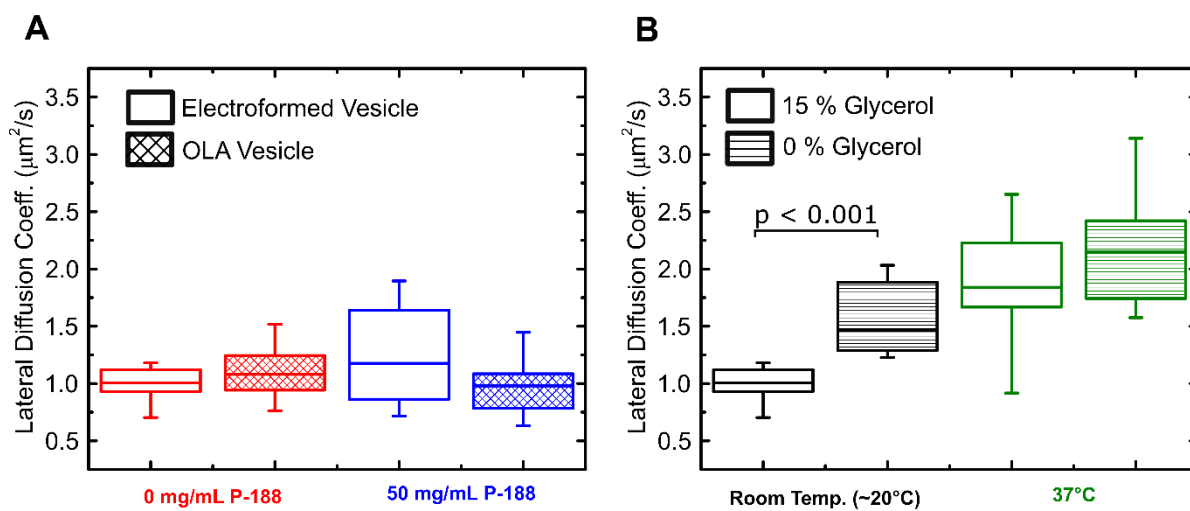 A
Lateral Diffusion Coeff. (μm²/s)
3.5
3.0
2.5
2.0
1.5
1.0
0.5
Electroformed Vesicle
OLA Vesicle
0 mg/mL P-188
50 mg/mL P-188
B
Lateral Diffusion Coeff. (μm²/s)
3.5
3.0
2.5
2.0
1.5
1.0
0.5
15 % Glycerol
0 % Glycerol
p < 0.001
Room Temp. (~20°C)
37°C